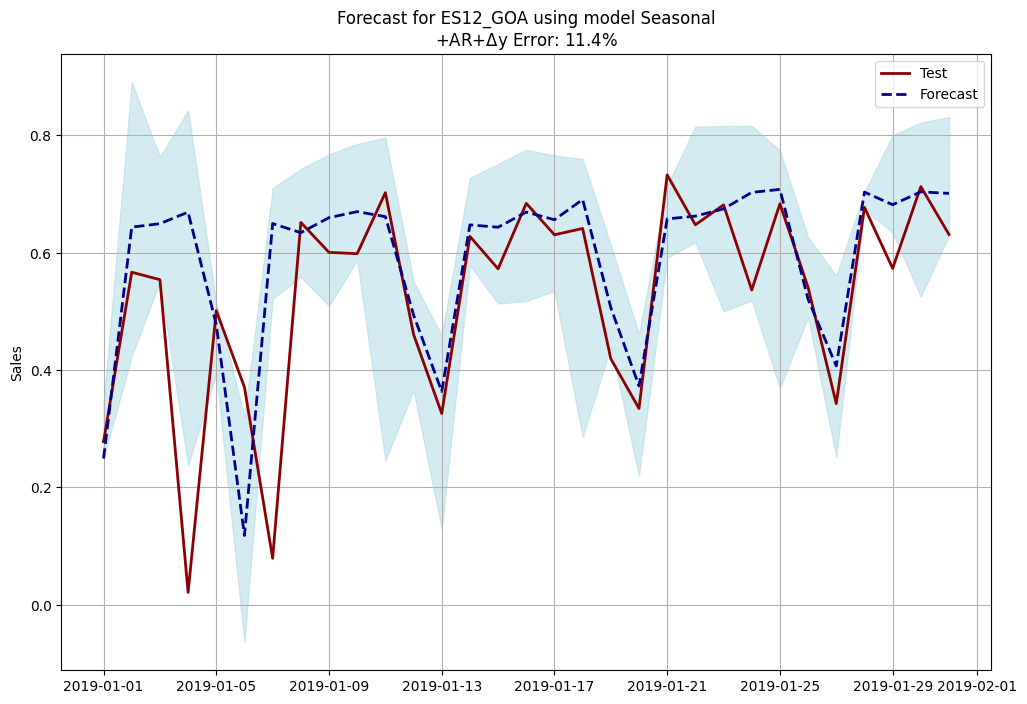 Forecast for ES12_GOA using model Seasonal
+AR+Δy Error: 11.4%
Test
Forecast
Sales
0.8
0.6
0.4
0.2
0.0
2019-01-01 2019-01-05 2019-01-09 2019-01-13 2019-01-17 2019-01-21 2019-01-25 2019-01-29 2019-02-01